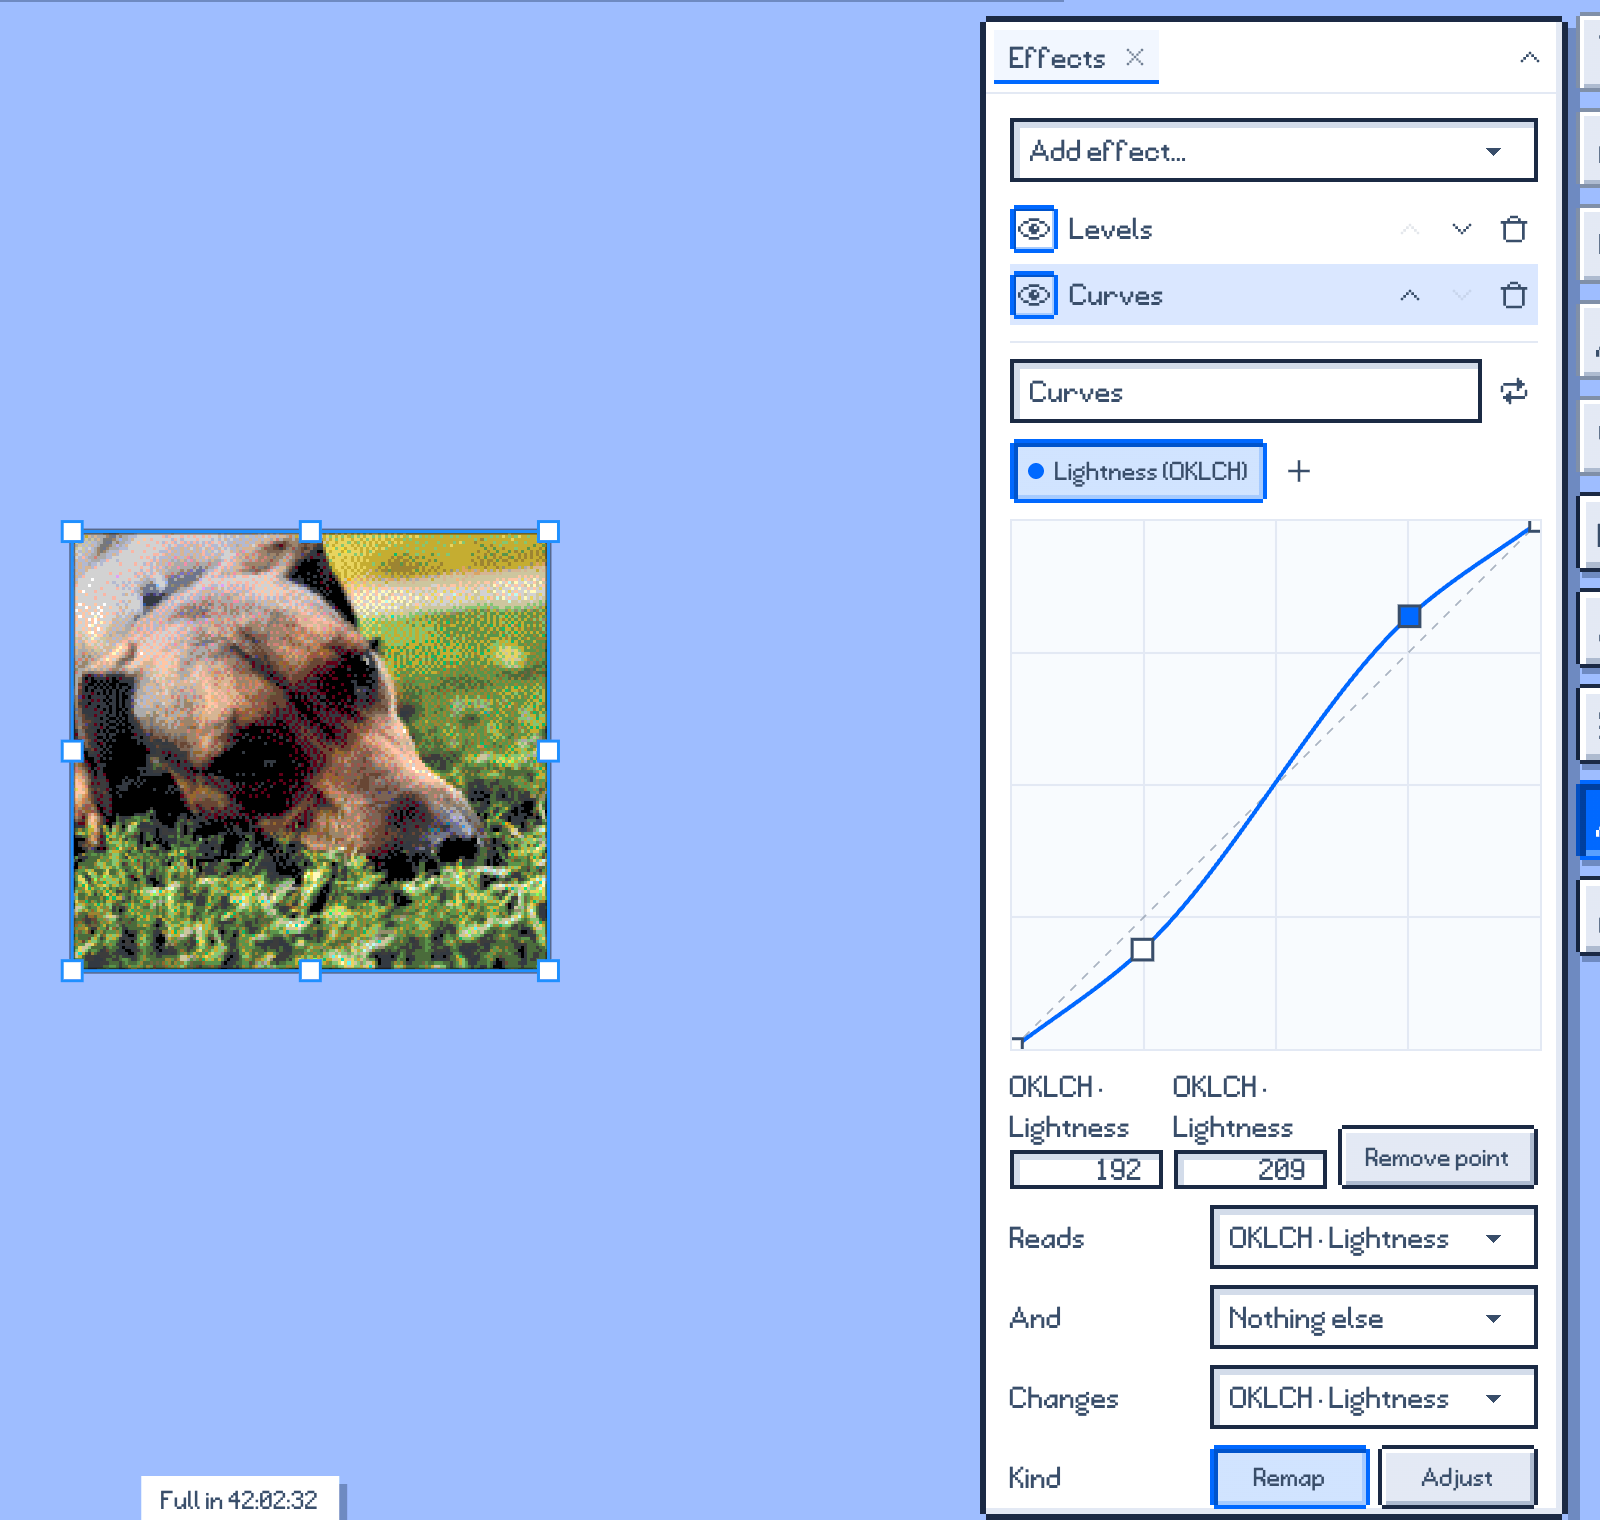 Effects
Add effect...
Levels
Curves
Curves
Lightness (OKLCH)
OKLCH · Lightness
OKLCH · Lightness
192
209
Remove point
Reads
OKLCH · Lightness
And
Nothing else
Changes
OKLCH · Lightness
Kind
Remap
Adjust
Full in 42:02:32